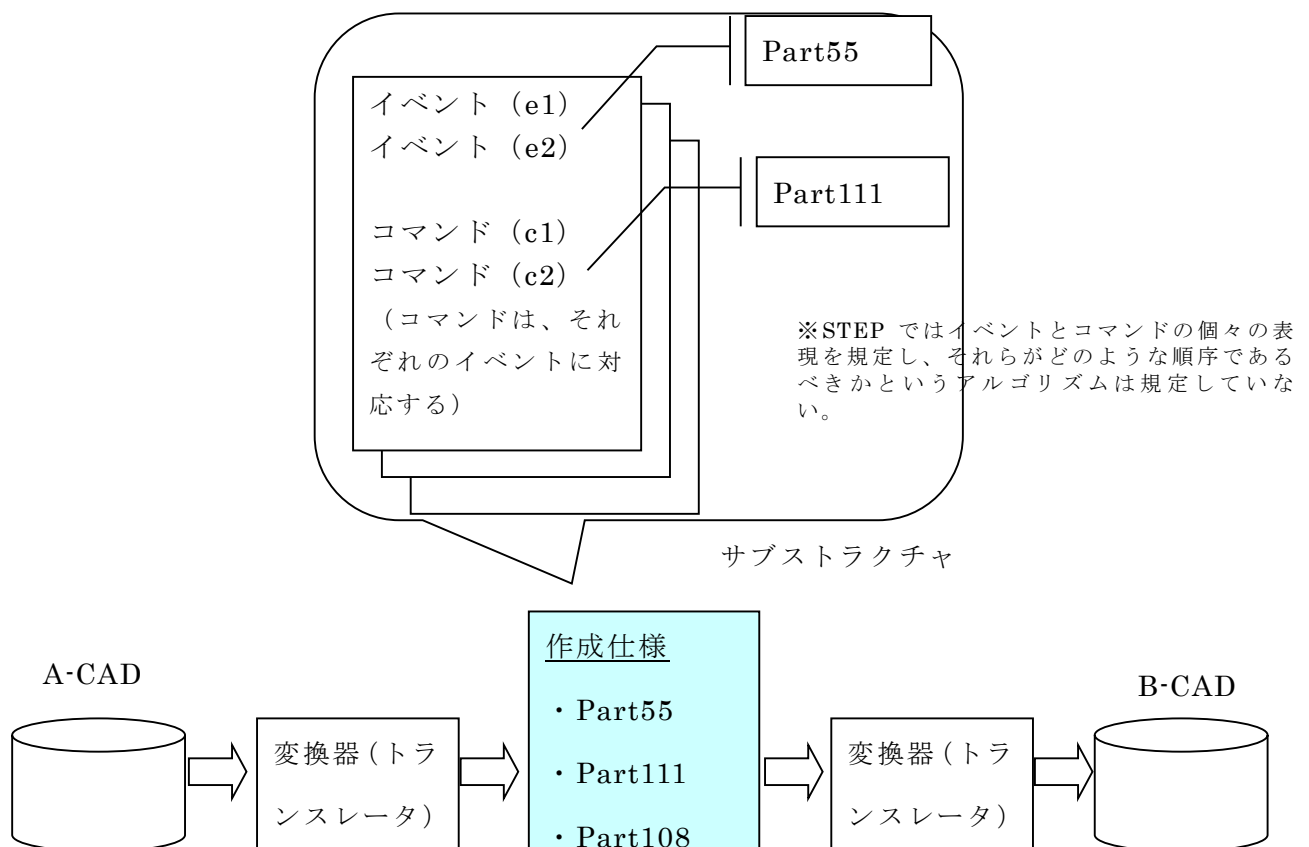 Part55
イベント（e1）
イベント（e2）
Part111
コマンド（c1）
コマンド（c2）
（コマンドは、それ
ぞれのイベントに対
応する）
※STEP ではイベントとコマンドの個々の表
現を規定し、それらがどのような順序である
べきかというアルゴリズムは規定していな
い。
サブストラクチャ
A-CAD
変換器（トラ
ンスレータ）
作成仕様
・Part55
・Part111
・Part108
変換器（トラ
ンスレータ）
B-CAD